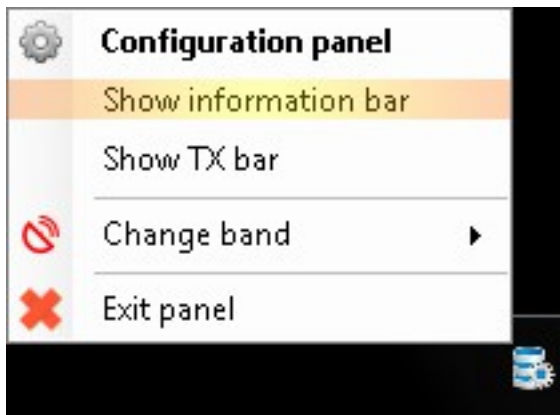 Configuration panel
Show information bar
Show TX bar
Change band
Exit panel